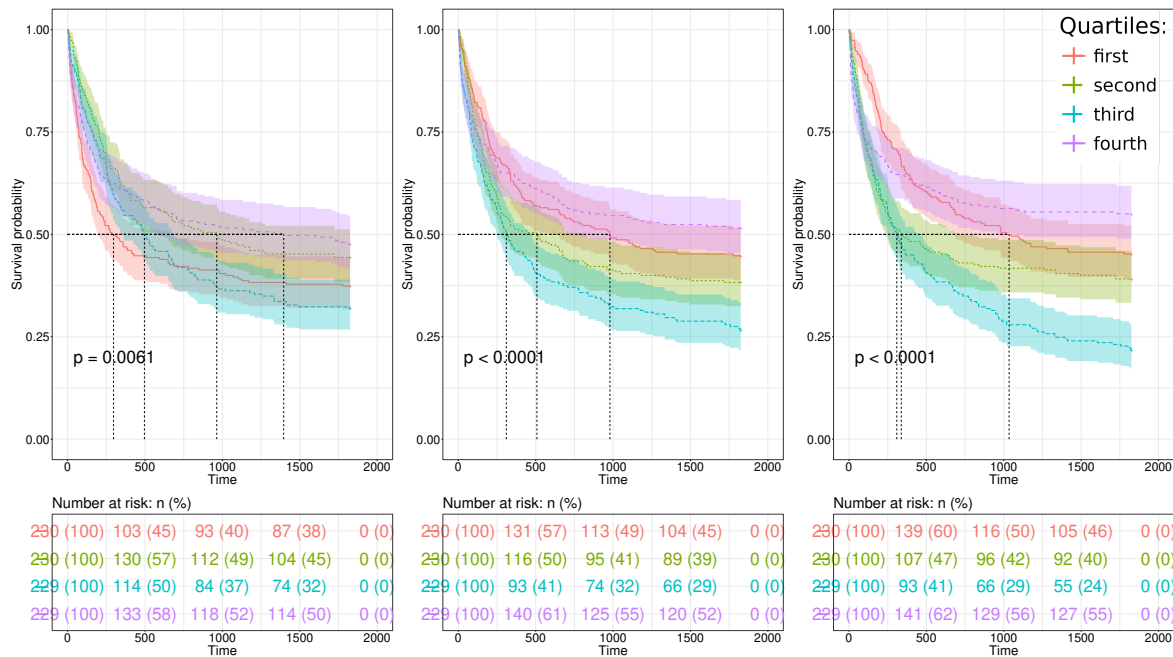 Quartiles:
first
second
third
fourth
Survival probability
1.00
0.75
0.50
0.25
0.00
p = 0.0061
0 500 1000 1500 2000
Time
Survival probability
1.00
0.75
0.50
0.25
0.00
p < 0.0001
0 500 1000 1500 2000
Time
Survival probability
1.00
0.75
0.50
0.25
0.00
p < 0.0001
0 500 1000 1500 2000
Time
Number at risk: n (%)
230 (100) 103 (45) 93 (40) 87 (38) 0 (0)
230 (100) 130 (57) 112 (49) 104 (45) 0 (0)
229 (100) 114 (50) 84 (37) 74 (32) 0 (0)
229 (100) 133 (58) 118 (52) 114 (50) 0 (0)
0 500 1000 1500 2000
Time
Number at risk: n (%)
230 (100) 131 (57) 113 (49) 104 (45) 0 (0)
230 (100) 116 (50) 95 (41) 89 (39) 0 (0)
229 (100) 93 (41) 74 (32) 66 (29) 0 (0)
229 (100) 140 (61) 125 (55) 120 (52) 0 (0)
0 500 1000 1500 2000
Time
Number at risk: n (%)
230 (100) 139 (60) 116 (50) 105 (46) 0 (0)
230 (100) 107 (47) 96 (42) 92 (40) 0 (0)
229 (100) 93 (41) 66 (29) 55 (24) 0 (0)
229 (100) 141 (62) 129 (56) 127 (55) 0 (0)
0 500 1000 1500 2000
Time